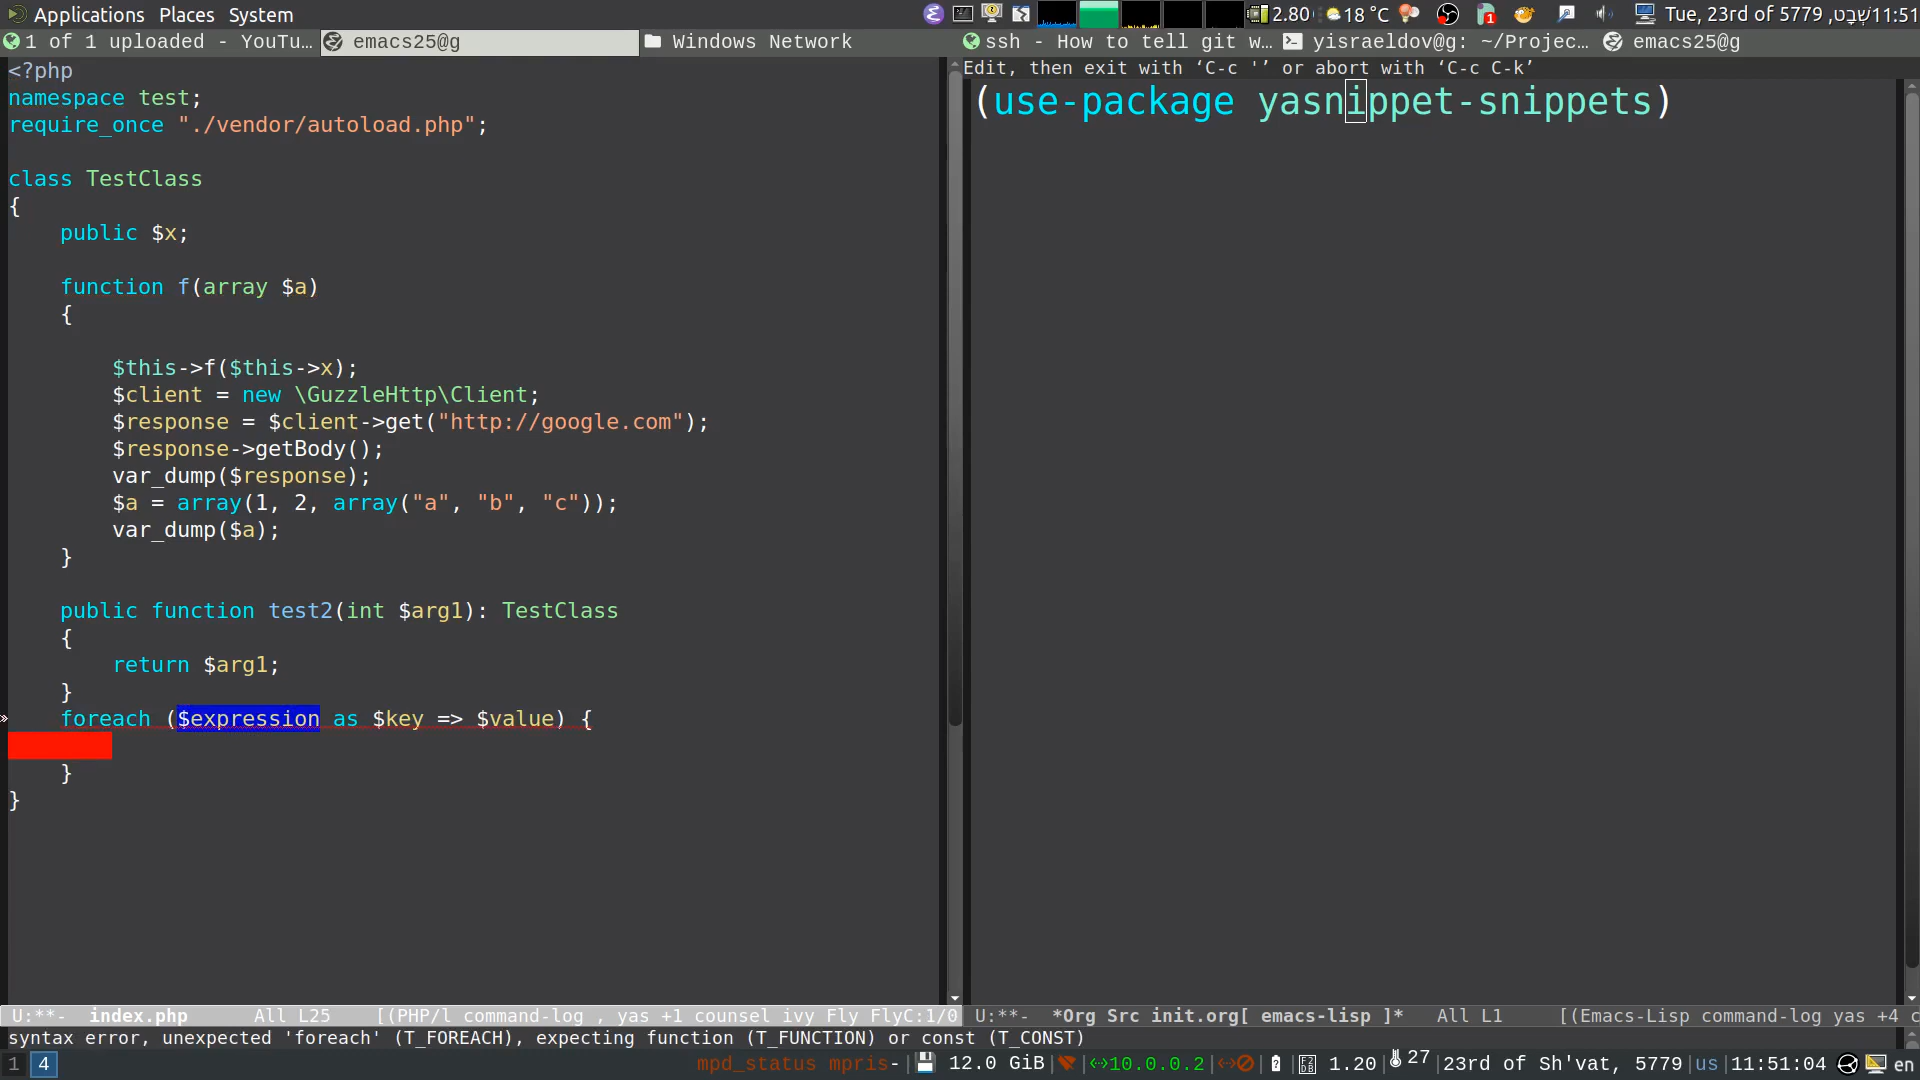 Applications Places System 2.80 18 °C 1 Tue, 23rd of שְׁבָט, 5779 11:51
1 of 1 uploaded - YouTu... emacs25@g Windows Network ssh - How to tell git w... yisraeldov@g: ~/Projec... emacs25@g
<?php
namespace test;
require_once "./vendor/autoload.php";
class TestClass
{
public $x;
function f(array $a)
{
$this->f($this->x);
$client = new \GuzzleHttp\Client;
$response = $client->get("http://google.com");
$response->getBody();
var_dump($response);
$a = array(1, 2, array("a", "b", "c"));
var_dump($a);
}
public function test2(int $arg1): TestClass
{
return $arg1;
}
foreach ($expression as $key => $value) {
}
}
U:**- index.php All L25 [(PHP/l command-log , yas +1 counsel ivy Fly FlyC:1/0
Edit, then exit with ‘C-c '’ or abort with ‘C-c C-k’
(use-package yasnippet-snippets)
U:**- *Org Src init.org[ emacs-lisp ]* All L1 [(Emacs-Lisp command-log yas +4 c
syntax error, unexpected 'foreach' (T_FOREACH), expecting function (T_FUNCTION) or const (T_CONST)
1 4 mpd_status mpris- 12.0 GiB 10.0.0.2 1.20 27 23rd of Sh'vat, 5779 us 11:51:04 en